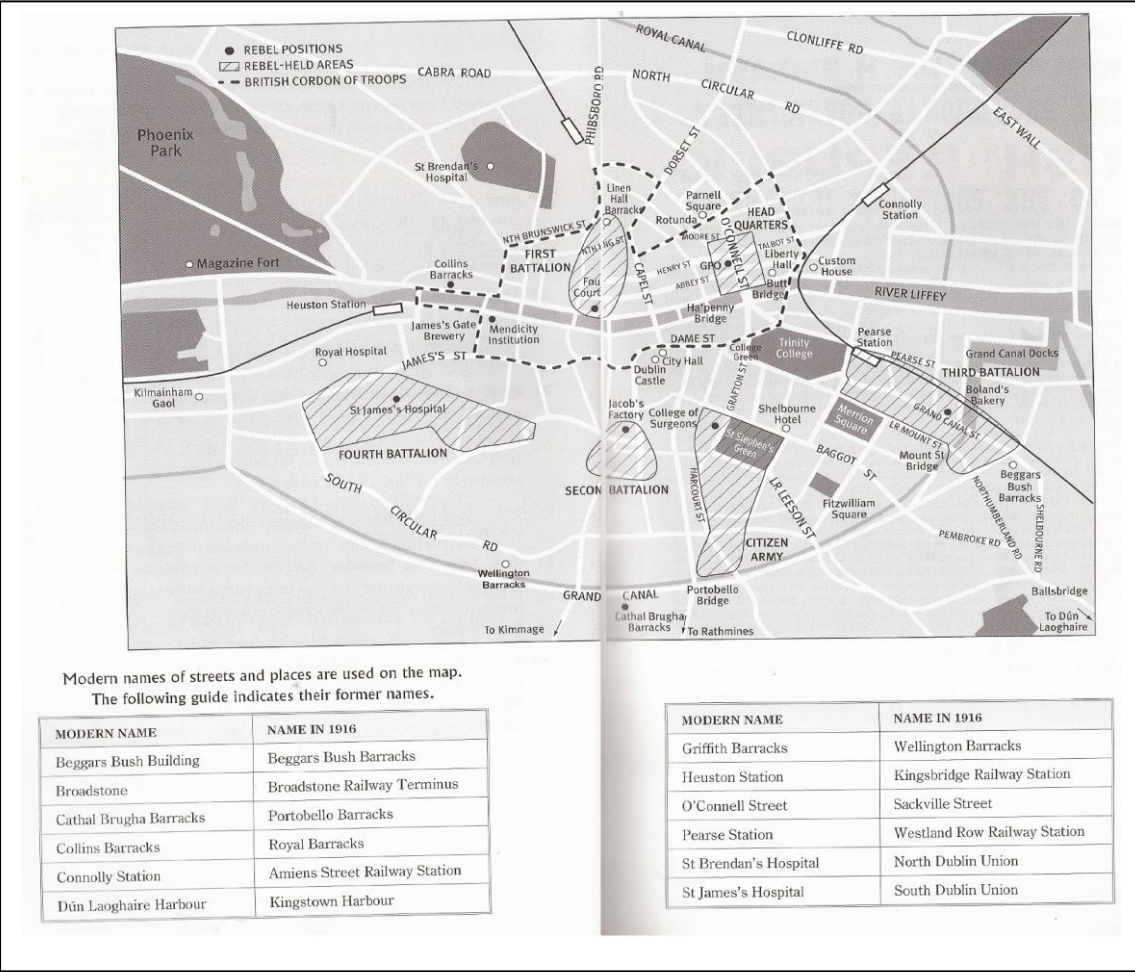 REBEL POSITIONS
REBEL-HELD AREAS
BRITISH CORDON OF TROOPS
ROYAL CANAL
CLONLIFFE RD
CABRA ROAD
NORTH CIRCULAR RD
PHIBSBORO RD
DORSET ST
EAST WALL
Phoenix
Park
St Brendan's
Hospital
Linen
Hall
Barracks
Parnell
Square
Rotunda
HEAD
QUARTERS
Connolly
Station
NTH BRUNSWICK ST
NTH KING ST
MOORE ST
O'CONNELL ST
TALBOT ST
FIRST
BATTALION
Magazine Fort
Collins
Barracks
CAPEL ST
HENRY ST
GPO
Liberty
Hall
Custom
House
ABBEY ST
Butt
Bridge
Fou
Court
Heuston Station
RIVER LIFFEY
Ha'penny
Bridge
James's Gate
Brewery
Mendicity
Institution
DAME ST
College
Green
Trinity
College
Pearse
Station
PEARSE ST
Grand Canal Docks
Royal Hospital
JAMES'S ST
City Hall
Dublin
Castle
GRAFTON ST
THIRD BATTALION
Boland's
Bakery
Kilmainham
Gaol
St James's Hospital
Jacob's
Factory
College of
Surgeons
Shelbourne
Hotel
Merrion
Square
GRAND CANAL ST
LR MOUNT ST
Mount St
Bridge
St Stephen's
Green
FOURTH BATTALION
BAGGOT ST
Beggars
Bush
Barracks
SECON BATTALION
HARCOURT ST
LR LEESON ST
Fitzwilliam
Square
NORTHUMBERLAND RD
SHELBOURNE RD
SOUTH CIRCULAR RD
PEMBROKE RD
CITIZEN
ARMY
Wellington
Barracks
GRAND CANAL
Portobello
Bridge
Ballsbridge
Cathal Brugha
Barracks
To Kimmage
To Rathmines
To Dún
Laoghaire
Modern names of streets and places are used on the map.
The following guide indicates their former names.
MODERN NAME NAME IN 1916
Beggars Bush Building Beggars Bush Barracks
Broadstone Broadstone Railway Terminus
Cathal Brugha Barracks Portobello Barracks
Collins Barracks Royal Barracks
Connolly Station Amiens Street Railway Station
Dún Laoghaire Harbour Kingstown Harbour
MODERN NAME NAME IN 1916
Griffith Barracks Wellington Barracks
Heuston Station Kingsbridge Railway Station
O'Connell Street Sackville Street
Pearse Station Westland Row Railway Station
St Brendan's Hospital North Dublin Union
St James's Hospital South Dublin Union